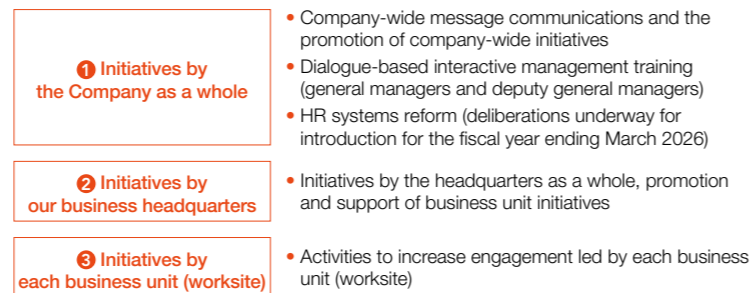 ❶ Initiatives by
the Company as a whole
• Company-wide message communications and the
promotion of company-wide initiatives
• Dialogue-based interactive management training
(general managers and deputy general managers)
• HR systems reform (deliberations underway for
introduction for the fiscal year ending March 2026)
❷ Initiatives by
our business headquarters
• Initiatives by the headquarters as a whole, promotion
and support of business unit initiatives
❸ Initiatives by
each business unit (worksite)
• Activities to increase engagement led by each business
unit (worksite)